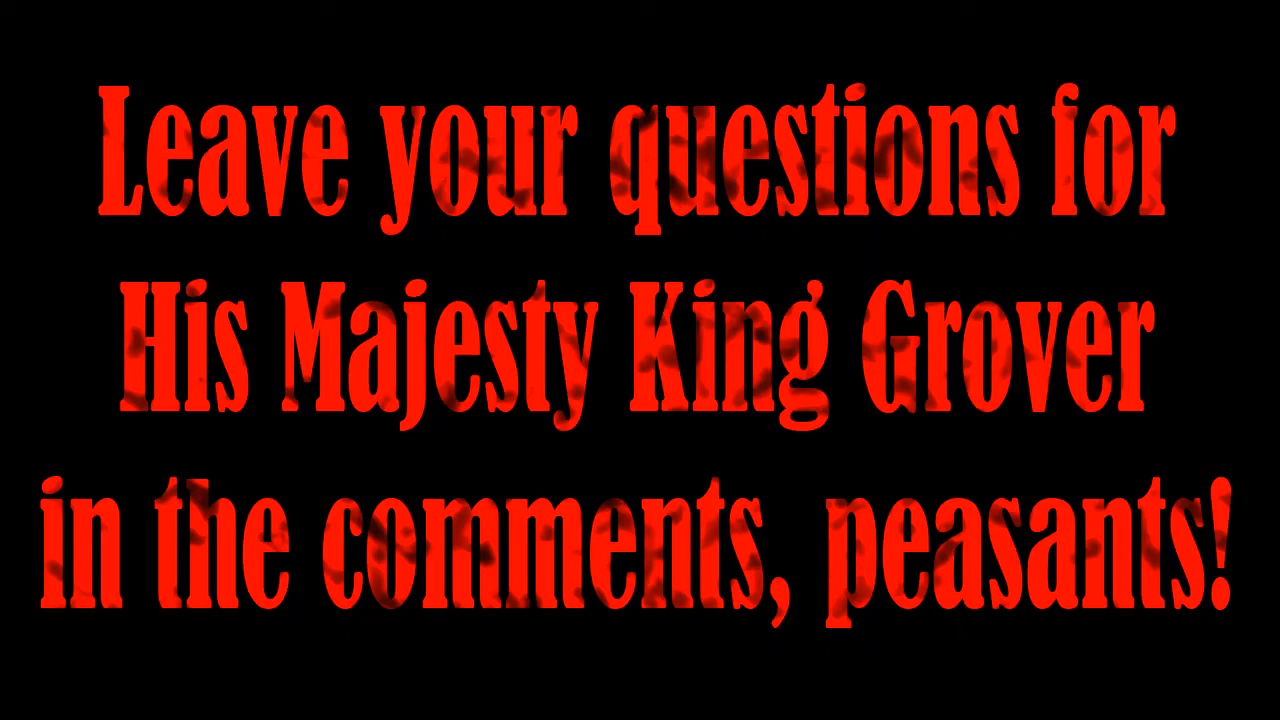 Leave your questions for
His Majesty King Grover
in the comments, peasants!